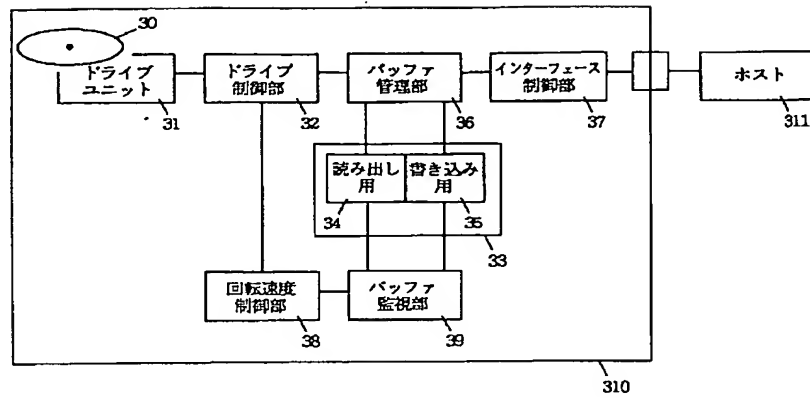 30
ドライブ
ユニット
31
ドライブ
制御部
32
バッファ
管理部
36
インターフェース
制御部
37
ホスト
311
読み出し
用
34
書き込み
用
35
33
回転速度
制御部
38
バッファ
監視部
39
310